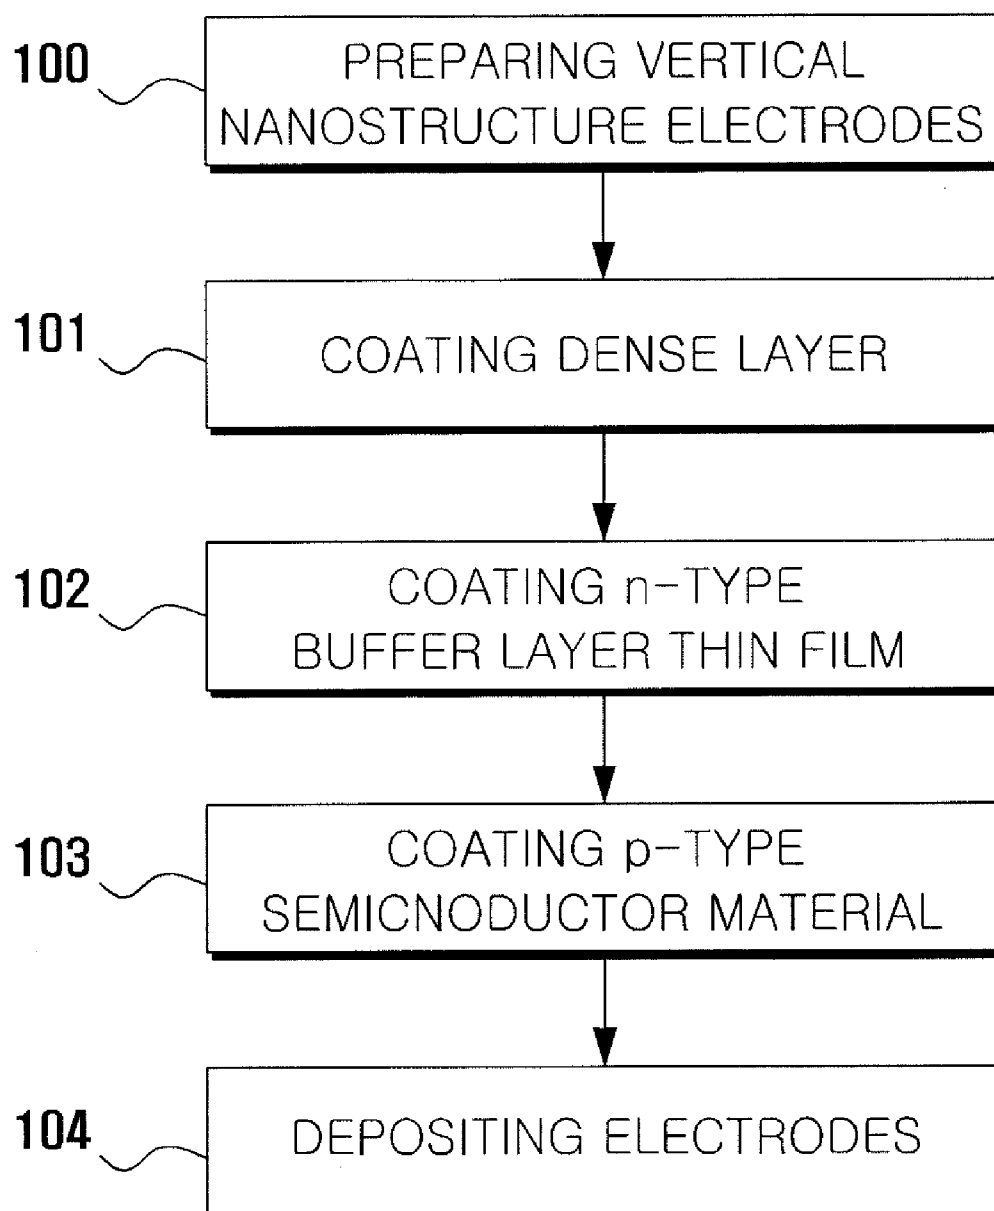 100
PREPARING VERTICAL
NANOSTRUCTURE ELECTRODES
101
COATING DENSE LAYER
102
COATING n-TYPE
BUFFER LAYER THIN FILM
103
COATING p-TYPE
SEMICNODUCTOR MATERIAL
104
DEPOSITING ELECTRODES